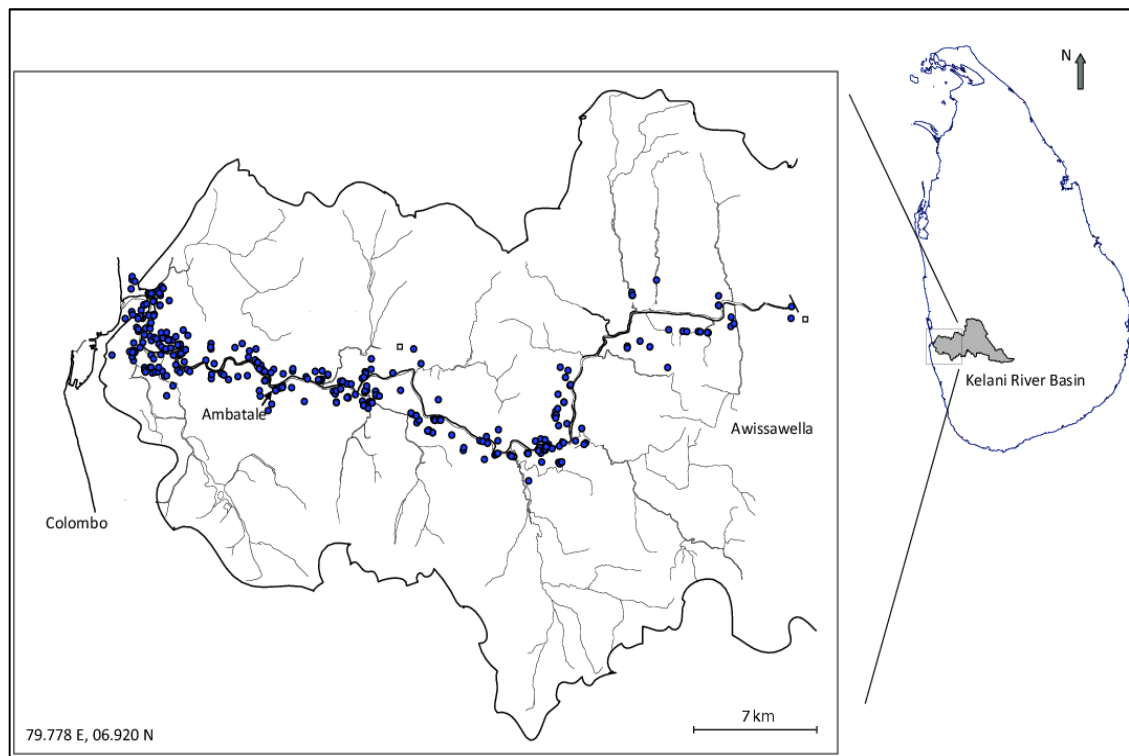 N
Kelani River Basin
Ambatale
Awissawella
Colombo
7 km
79.778 E, 06.920 N